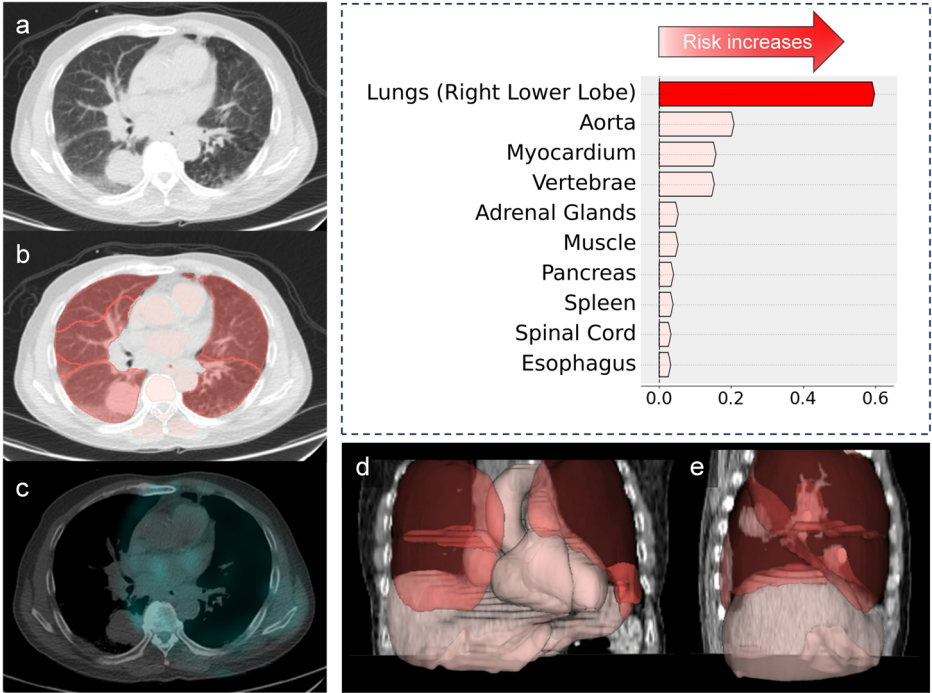 a
Risk increases
Lungs (Right Lower Lobe)
Aorta
Myocardium
Vertebrae
Adrenal Glands
Muscle
Pancreas
Spleen
Spinal Cord
Esophagus
0.0 0.2 0.4 0.6
b
c
d
e